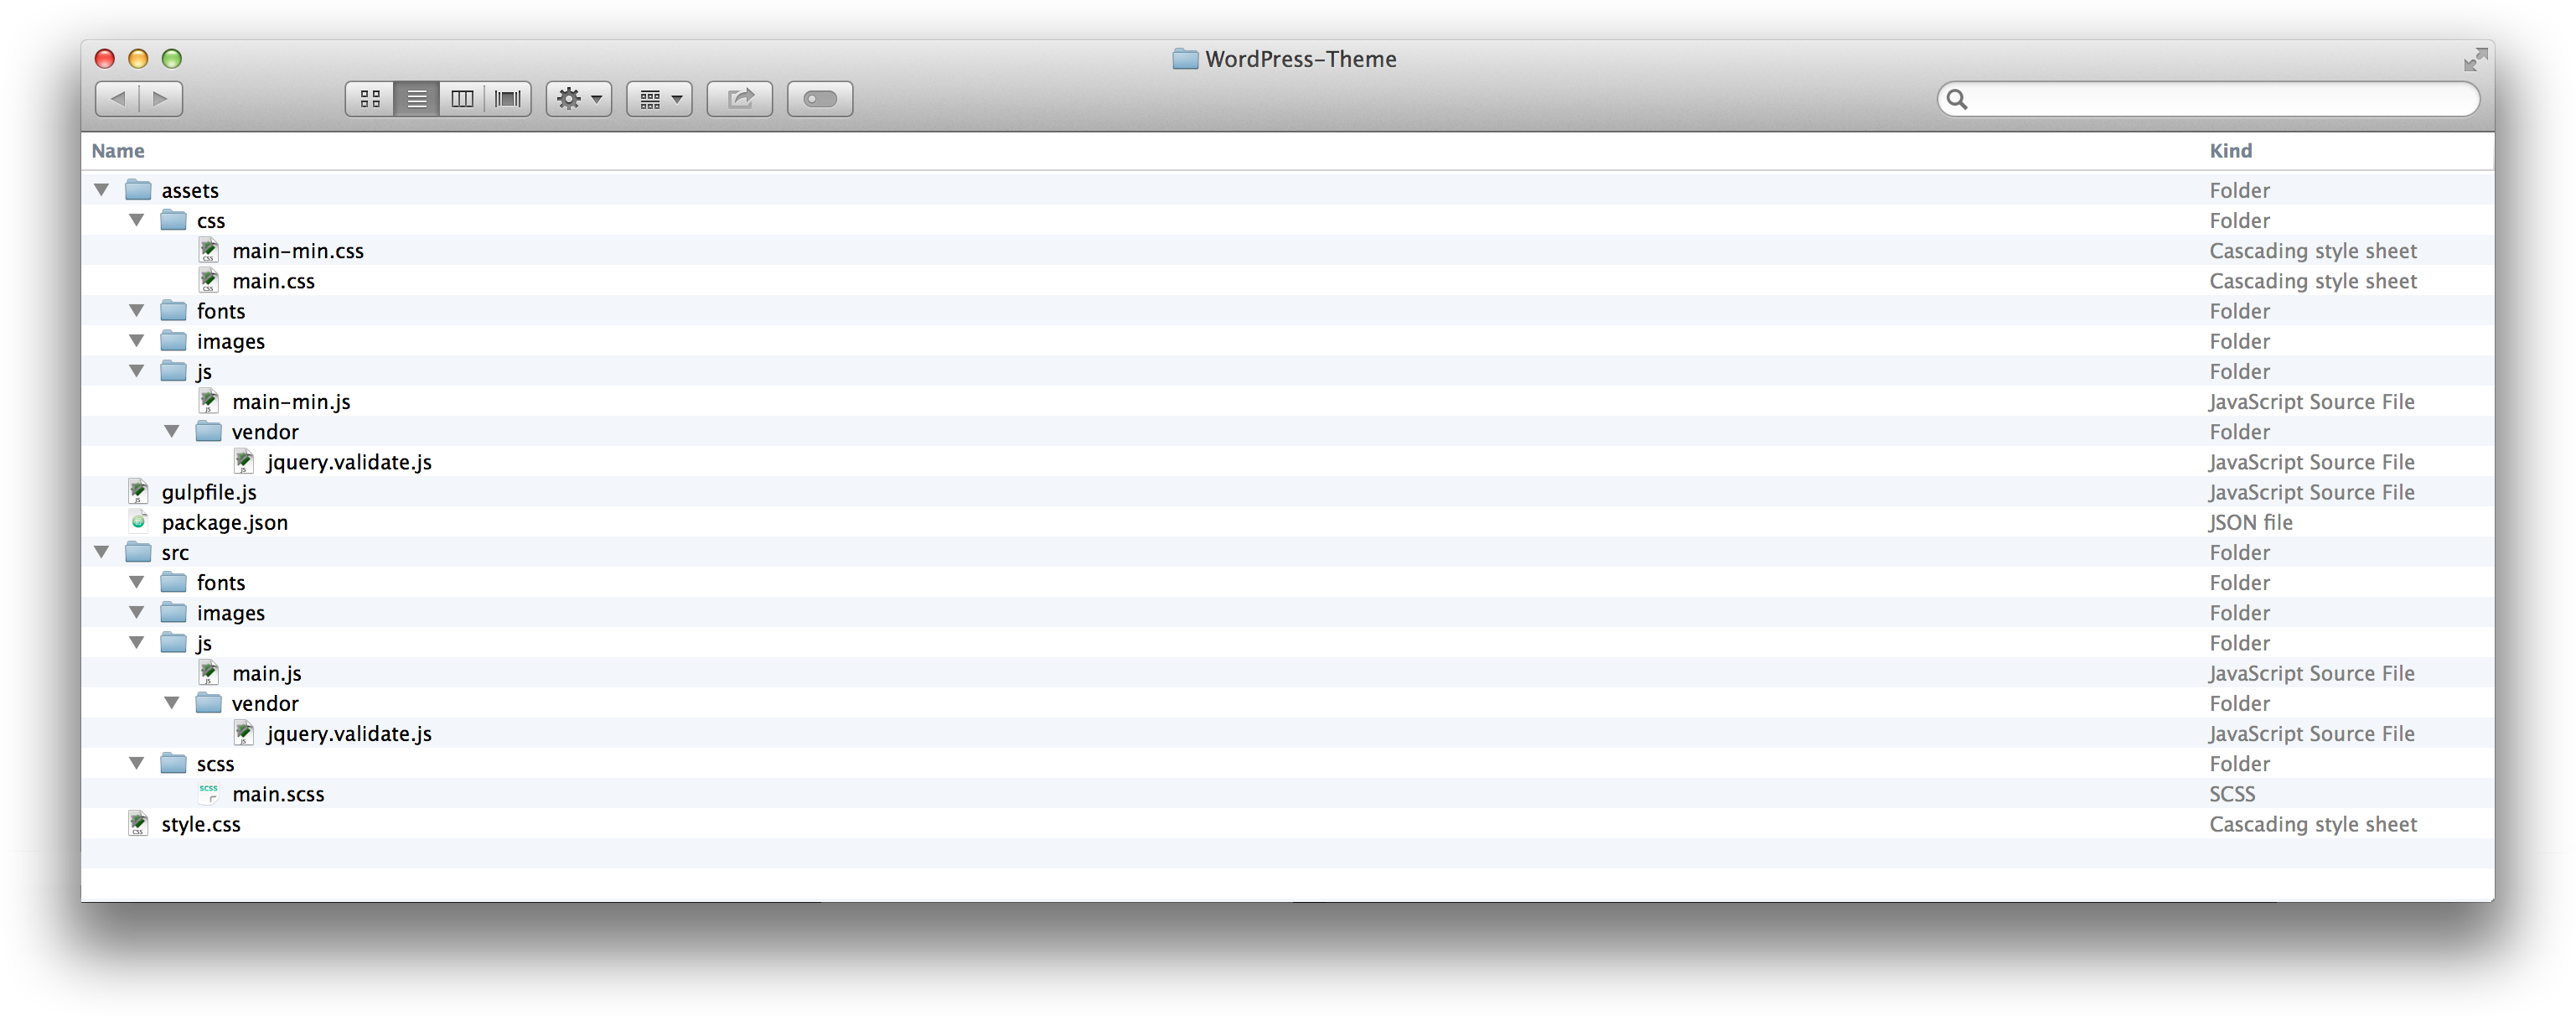 WordPress-Theme
Name Kind
assets Folder
css Folder
main-min.css Cascading style sheet
main.css Cascading style sheet
fonts Folder
images Folder
js Folder
main-min.js JavaScript Source File
vendor Folder
jquery.validate.js JavaScript Source File
gulpfile.js JavaScript Source File
package.json JSON file
src Folder
fonts Folder
images Folder
js Folder
main.js JavaScript Source File
vendor Folder
jquery.validate.js JavaScript Source File
scss Folder
main.scss SCSS
style.css Cascading style sheet